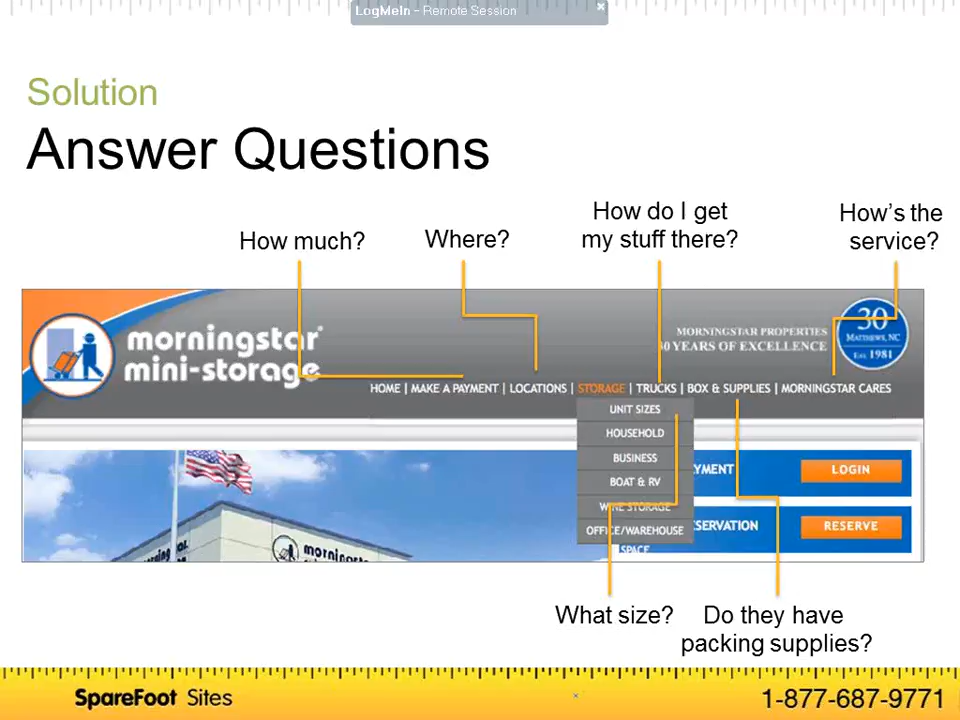 LogMeIn – Remote Session
Solution
Answer Questions
How much?
Where?
How do I get
my stuff there?
How's the
service?
morningstar®
mini-storage
MORNINGSTAR PROPERTIES
30 YEARS OF EXCELLENCE
30
MATTHEWS, NC
EST. 1981
HOME | MAKE A PAYMENT | LOCATIONS | STORAGE | TRUCKS | BOX & SUPPLIES | MORNINGSTAR CARES
UNIT SIZES
HOUSEHOLD
BUSINESS
BOAT & RV
WINE STORAGE
OFFICE/WAREHOUSE
SPACE
YMENT
LOGIN
SERVATION
RESERVE
morningstar
What size?
Do they have
packing supplies?
SpareFoot Sites
1-877-687-9771